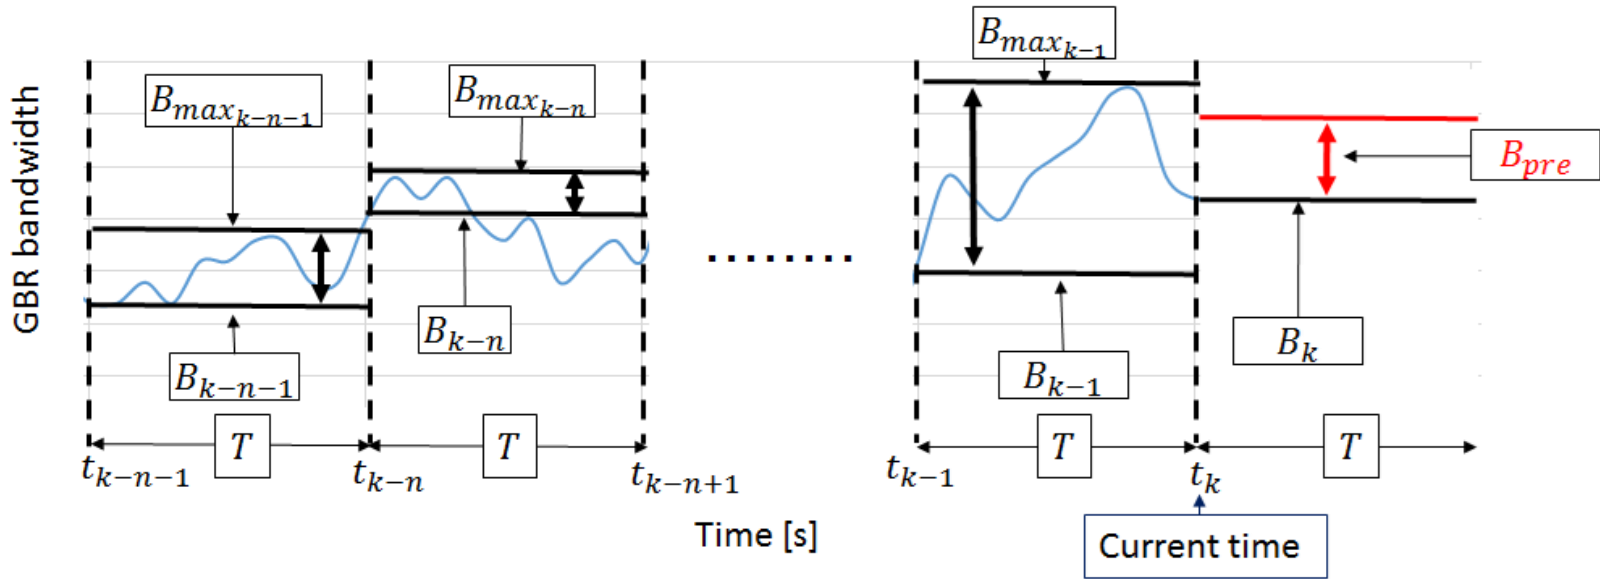 GBR bandwidth
B_{max_{k-n-1}}
B_{max_{k-n}}
B_{max_{k-1}}
B_{pre}
B_{k-n-1}
B_{k-n}
........
B_{k-1}
B_k
T
T
T
T
t_{k-n-1}
t_{k-n}
t_{k-n+1}
t_{k-1}
t_k
Time [s]
Current time